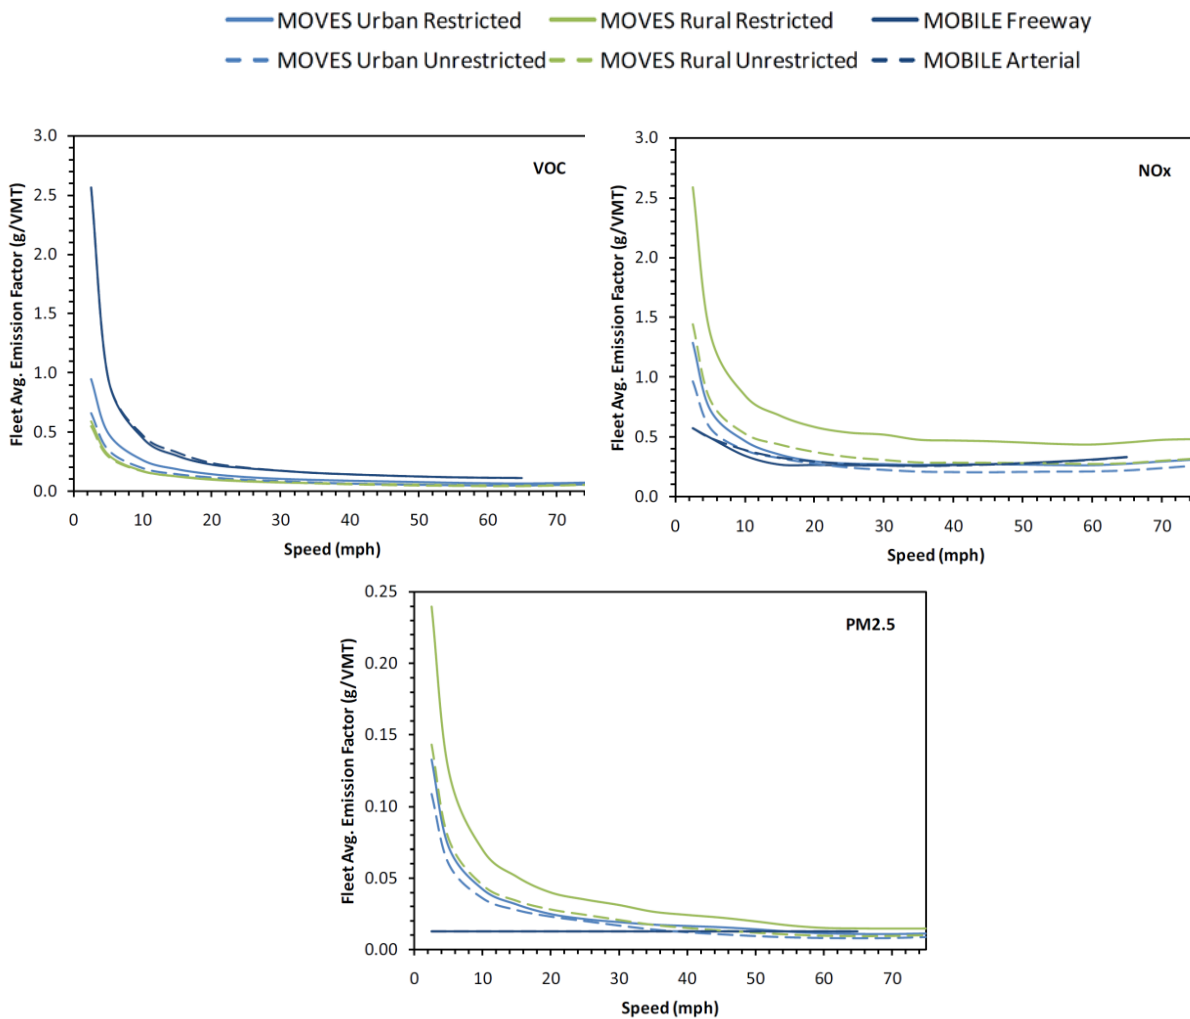 MOVES Urban Restricted MOVES Rural Restricted MOBILE Freeway
MOVES Urban Unrestricted MOVES Rural Unrestricted MOBILE Arterial
VOC
Fleet Avg. Emission Factor (g/VMT)
3.0
2.5
2.0
1.5
1.0
0.5
0.0
0 10 20 30 40 50 60 70
Speed (mph)
NOx
Fleet Avg. Emission Factor (g/VMT)
3.0
2.5
2.0
1.5
1.0
0.5
0.0
0 10 20 30 40 50 60 70
Speed (mph)
PM2.5
Fleet Avg. Emission Factor (g/VMT)
0.25
0.20
0.15
0.10
0.05
0.00
0 10 20 30 40 50 60 70
Speed (mph)